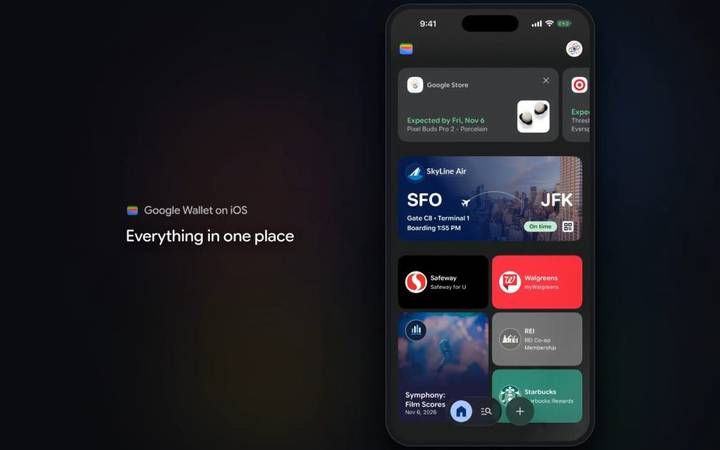 Google Wallet on iOS
Everything in one place
9:41
Google Store
Expected by Fri, Nov 6
Pixel Buds Pro 2 - Porcelain
SkyLine Air
SFO
JFK
Gate C8 • Terminal 1
Boarding 1:55 PM
On time
Safeway
Safeway for U
Walgreens
myWalgreens
Symphony:
Film Scores
Nov 6, 2026
REI
REI Co-op
Membership
Starbucks
Rewards